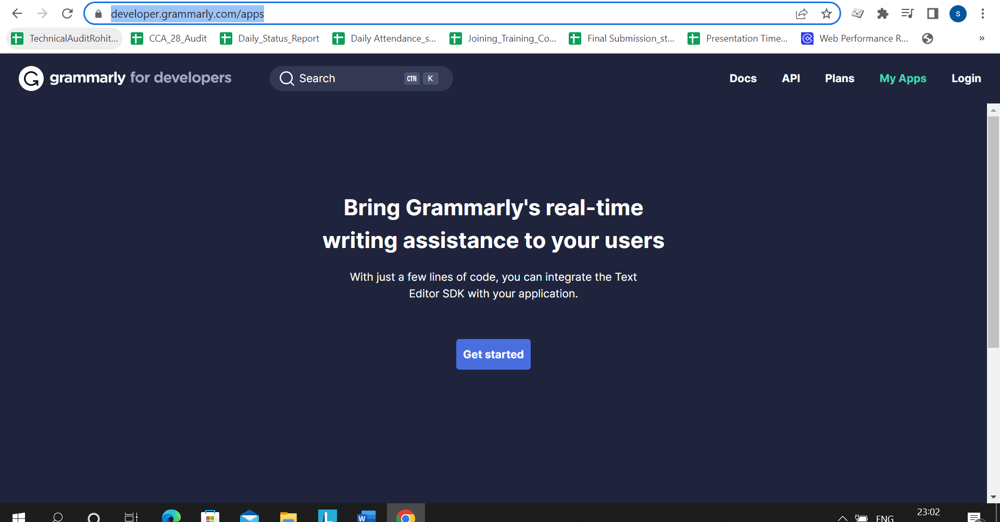 developer.grammarly.com/apps
S
TechnicalAuditRohit... CCA_28_Audit Daily_Status_Report Daily Attendance_s... Joining_Training_Co... Final Submission_st... Presentation Time... Web Performance R... »
G grammarly for developers Search CTR K Docs API Plans My Apps Login
Bring Grammarly's real-time
writing assistance to your users
With just a few lines of code, you can integrate the Text
Editor SDK with your application.
Get started
L W ENG 23:02